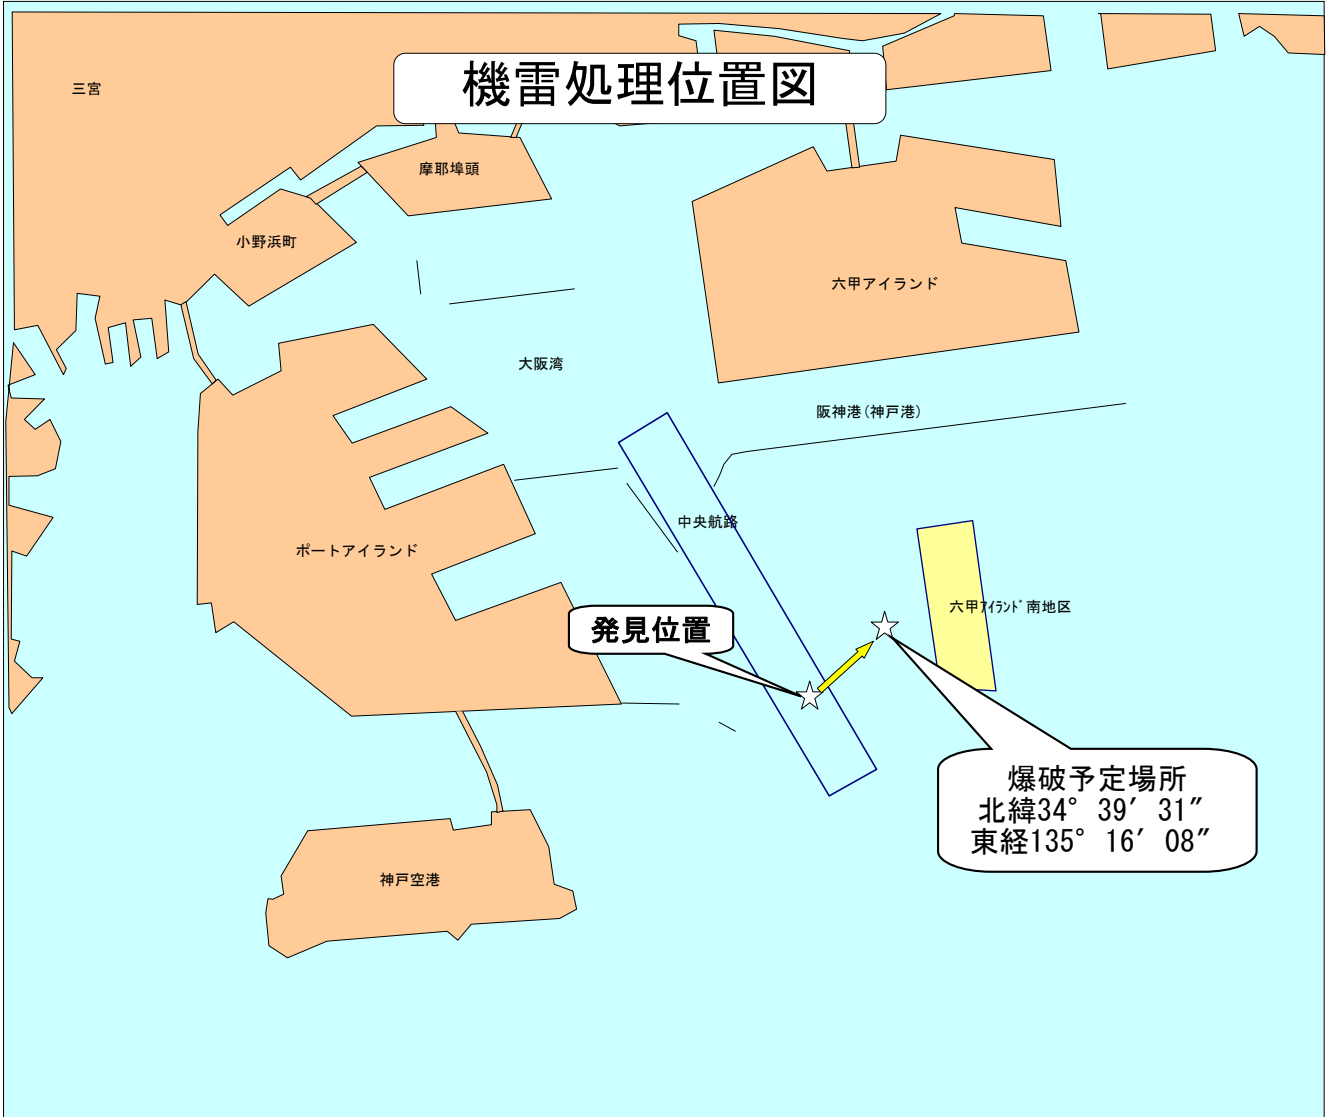 機雷処理位置図
三宮
摩耶埠頭
小野浜町
六甲アイランド
大阪湾
阪神港(神戸港)
中央航路
ポートアイランド
六甲アイランド南地区
発見位置
爆破予定場所
北緯34° 39′ 31″
東経135° 16′ 08″
神戸空港